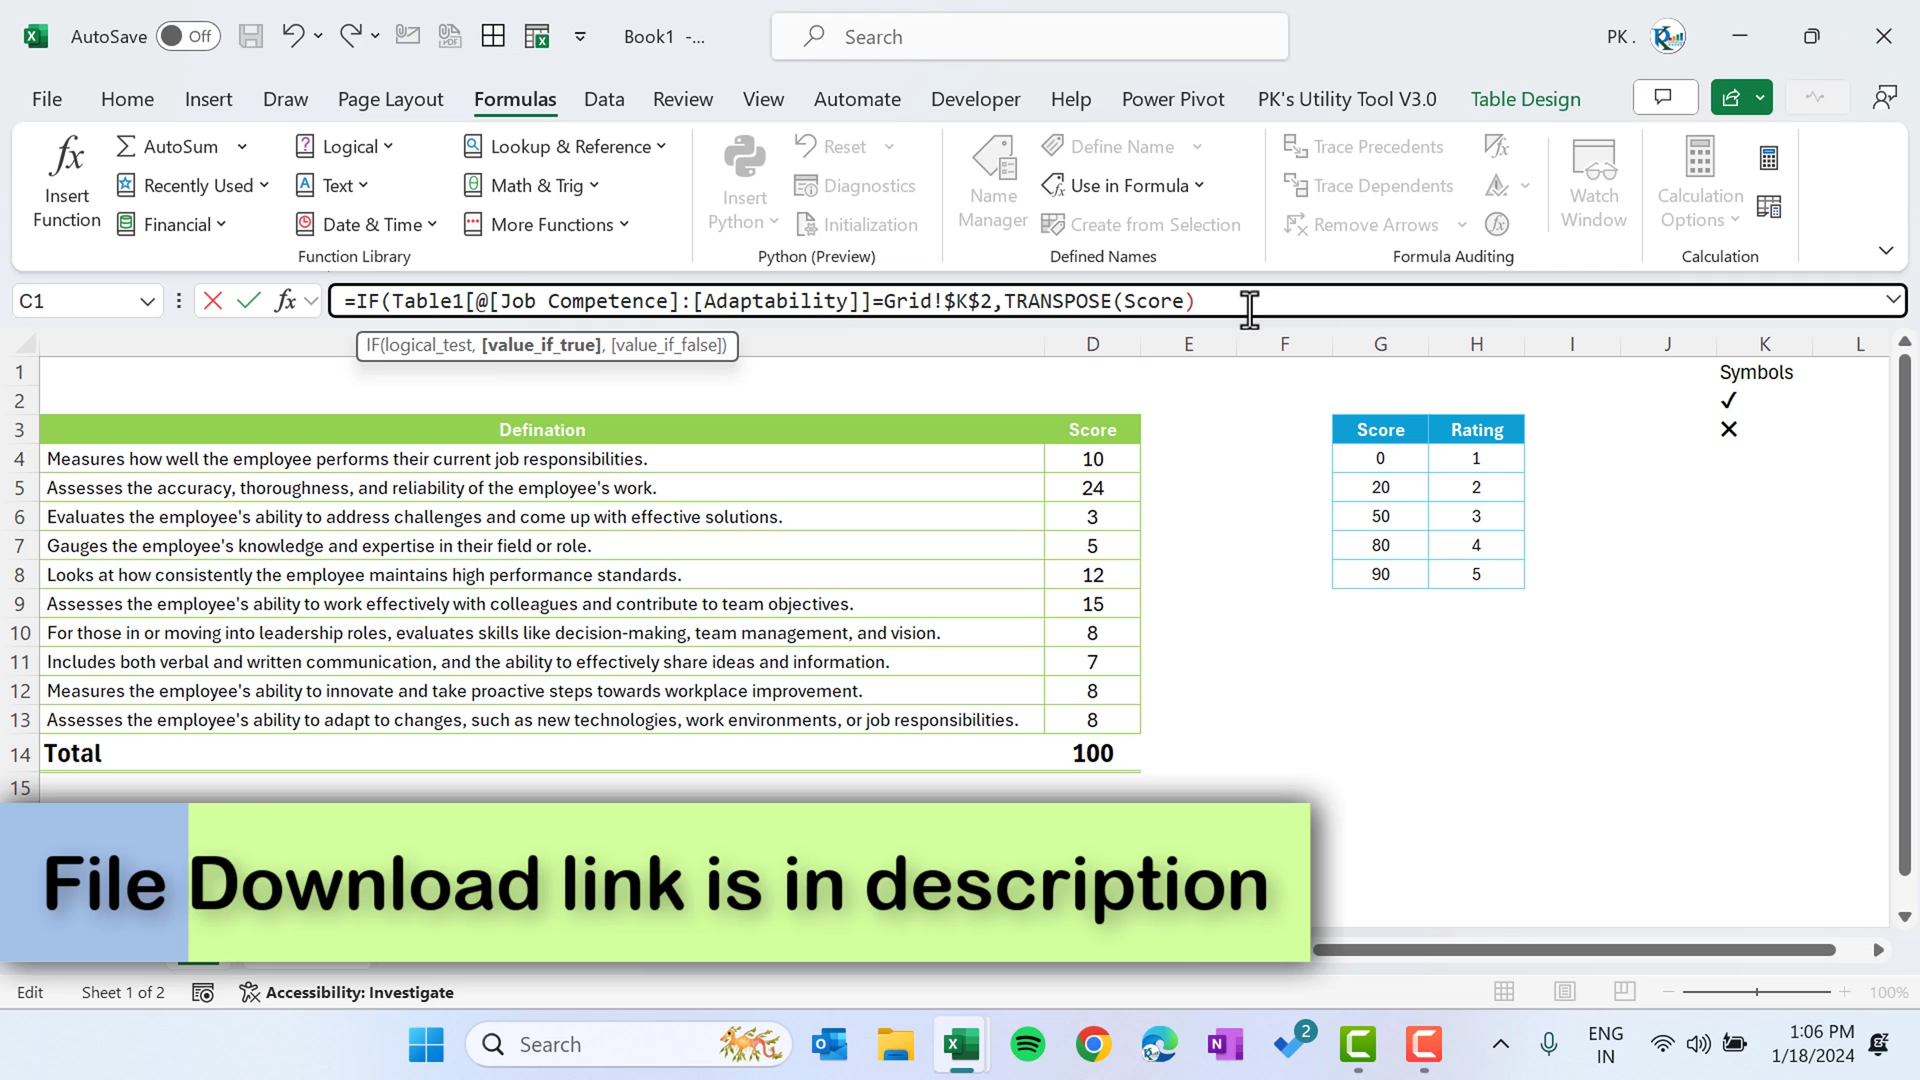 AutoSave Off Book1 -... Search PK .
File Home Insert Draw Page Layout Formulas Data Review View Automate Developer Help Power Pivot PK's Utility Tool V3.0 Table Design
Insert Function
AutoSum Logical Lookup & Reference
Recently Used Text Math & Trig
Financial Date & Time More Functions
Function Library
Insert Python
Reset
Diagnostics
Initialization
Python (Preview)
Name Manager
Define Name
Use in Formula
Create from Selection
Defined Names
Trace Precedents
Trace Dependents
Remove Arrows
Formula Auditing
Watch Window
Calculation Options
Calculation
C1 fx =IF(Table1[@[Job Competence]:[Adaptability]]=Grid!$K$2,TRANSPOSE(Score)
IF(logical_test, [value_if_true], [value_if_false])
D E F G H I J K L
1 Symbols
2 ✓
3 Defination Score Score Rating ✕
4 Measures how well the employee performs their current job responsibilities. 10 0 1
5 Assesses the accuracy, thoroughness, and reliability of the employee's work. 24 20 2
6 Evaluates the employee's ability to address challenges and come up with effective solutions. 3 50 3
7 Gauges the employee's knowledge and expertise in their field or role. 5 80 4
8 Looks at how consistently the employee maintains high performance standards. 12 90 5
9 Assesses the employee's ability to work effectively with colleagues and contribute to team objectives. 15
10 For those in or moving into leadership roles, evaluates skills like decision-making, team management, and vision. 8
11 Includes both verbal and written communication, and the ability to effectively share ideas and information. 7
12 Measures the employee's ability to innovate and take proactive steps towards workplace improvement. 8
13 Assesses the employee's ability to adapt to changes, such as new technologies, work environments, or job responsibilities. 8
14 Total 100
15
File Download link is in description
Edit Sheet 1 of 2 Accessibility: Investigate 100%
Search 2 ENG IN 1:06 PM 1/18/2024